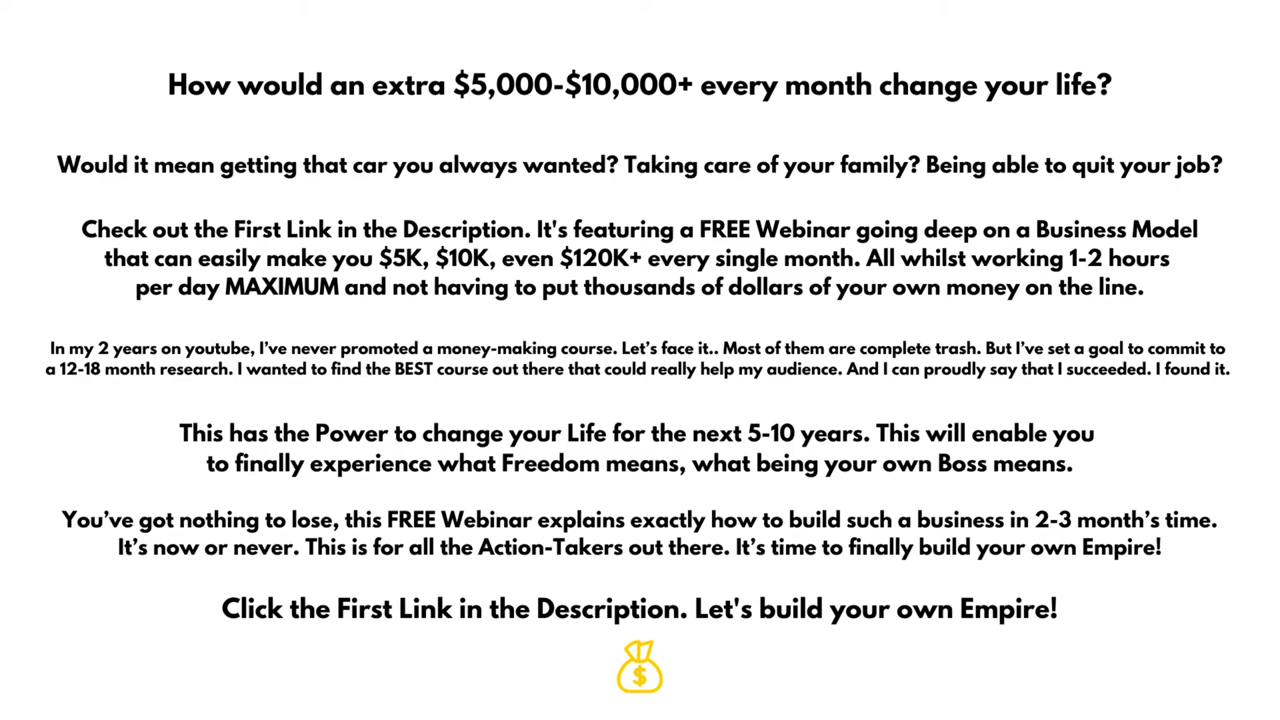 How would an extra $5,000-$10,000+ every month change your life?
Would it mean getting that car you always wanted? Taking care of your family? Being able to quit your job?
Check out the First Link in the Description. It's featuring a FREE Webinar going deep on a Business Model
that can easily make you $5K, $10K, even $120K+ every single month. All whilst working 1-2 hours
per day MAXIMUM and not having to put thousands of dollars of your own money on the line.
In my 2 years on youtube, I’ve never promoted a money-making course. Let’s face it.. Most of them are complete trash. But I’ve set a goal to commit to
a 12-18 month research. I wanted to find the BEST course out there that could really help my audience. And I can proudly say that I succeeded. I found it.
This has the Power to change your Life for the next 5-10 years. This will enable you
to finally experience what Freedom means, what being your own Boss means.
You’ve got nothing to lose, this FREE Webinar explains exactly how to build such a business in 2-3 month’s time.
It’s now or never. This is for all the Action-Takers out there. It’s time to finally build your own Empire!
Click the First Link in the Description. Let's build your own Empire!
$